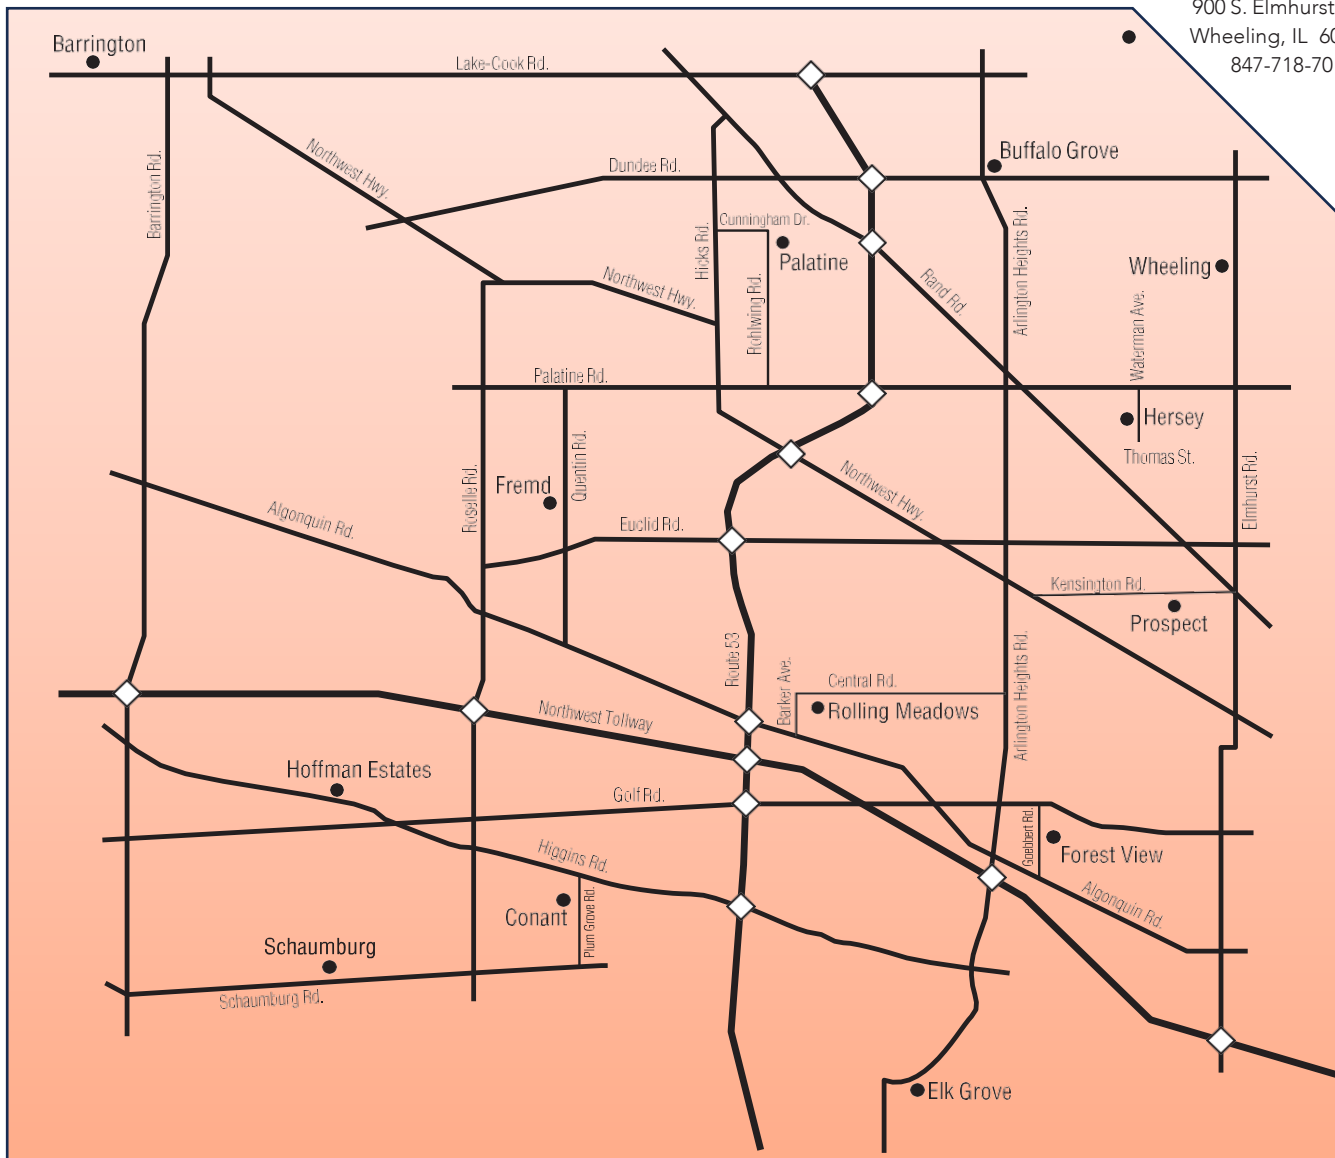 900 S. Elmhurst
Wheeling, IL 60
847-718-70
Barrington
Lake-Cook Rd.
Barrington Rd.
Northwest Hwy.
Dundee Rd.
Buffalo Grove
Cunningham Dr.
Hicks Rd.
Palatine
Rohlwing Rd.
Northwest Hwy.
Rand Rd.
Arlington Heights Rd.
Wheeling
Waterman Ave.
Palatine Rd.
Hersey
Thomas St.
Quentin Rd.
Roselle Rd.
Fremd
Northwest Hwy.
Elmhurst Rd.
Algonquin Rd.
Euclid Rd.
Kensington Rd.
Prospect
Route 53
Barker Ave.
Central Rd.
Rolling Meadows
Arlington Heights Rd.
Northwest Tollway
Hoffman Estates
Golf Rd.
Goebbert Rd.
Forest View
Higgins Rd.
Algonquin Rd.
Conant
Plum Grove Rd.
Schaumburg
Schaumburg Rd.
Elk Grove